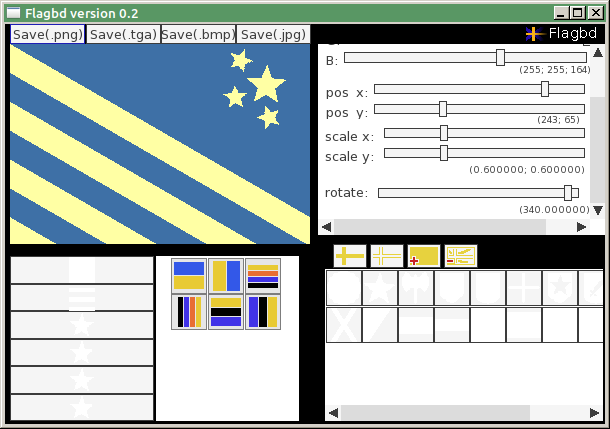 Flagbd version 0.2
Save(.png) Save(.tga) Save(.bmp) Save(.jpg)
Flagbd
B:
(255; 255; 164)
pos x:
pos y:
(243; 65)
scale x:
scale y:
(0.600000; 0.600000)
rotate:
(340.000000)